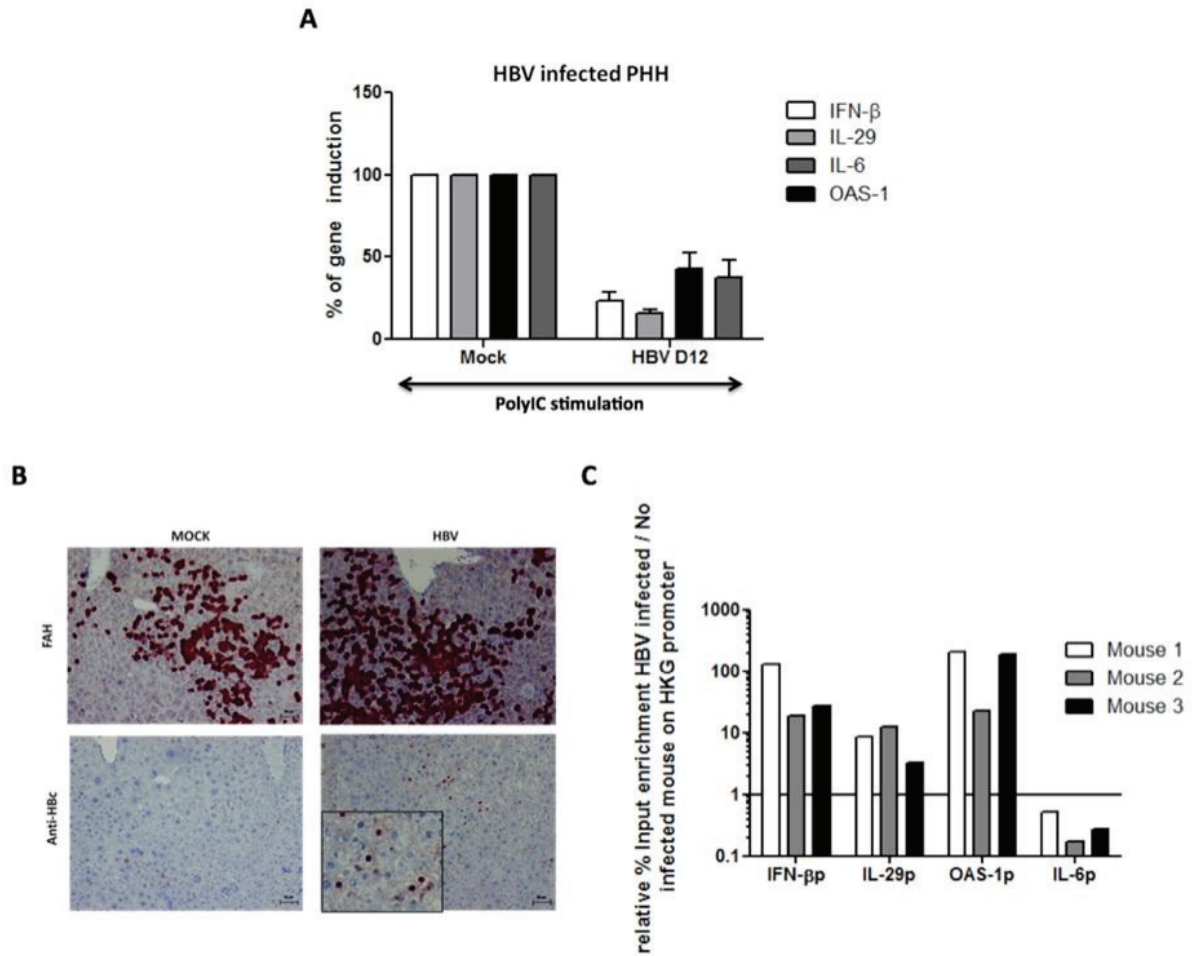 A
HBV infected PHH
% of gene induction
150
100
50
0
Mock
HBV D12
PolyIC stimulation
IFN-β
IL-29
IL-6
OAS-1
B
MOCK
HBV
FAH
Anti-HBc
C
relative % Input enrichment HBV infected / No
infected mouse on HKG promoter
1000
100
10
1
0.1
IFN-βp
IL-29p
OAS-1p
IL-6p
Mouse 1
Mouse 2
Mouse 3